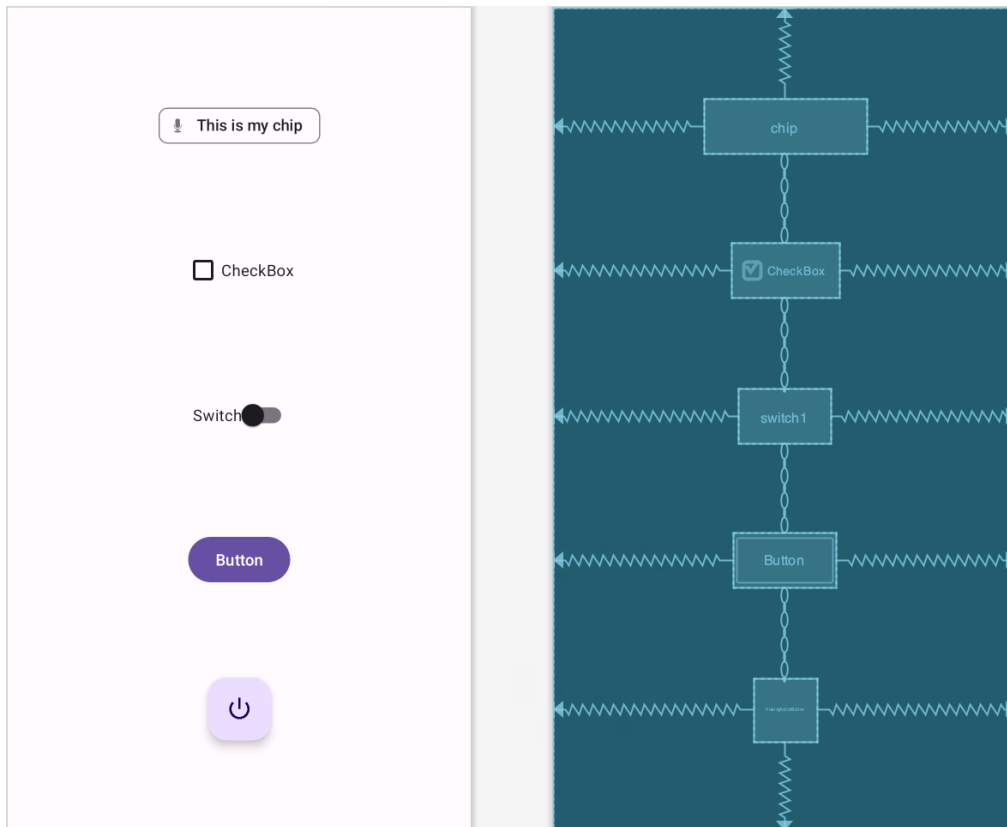 This is my chip
CheckBox
Switch
Button
chip
CheckBox
switch1
Button